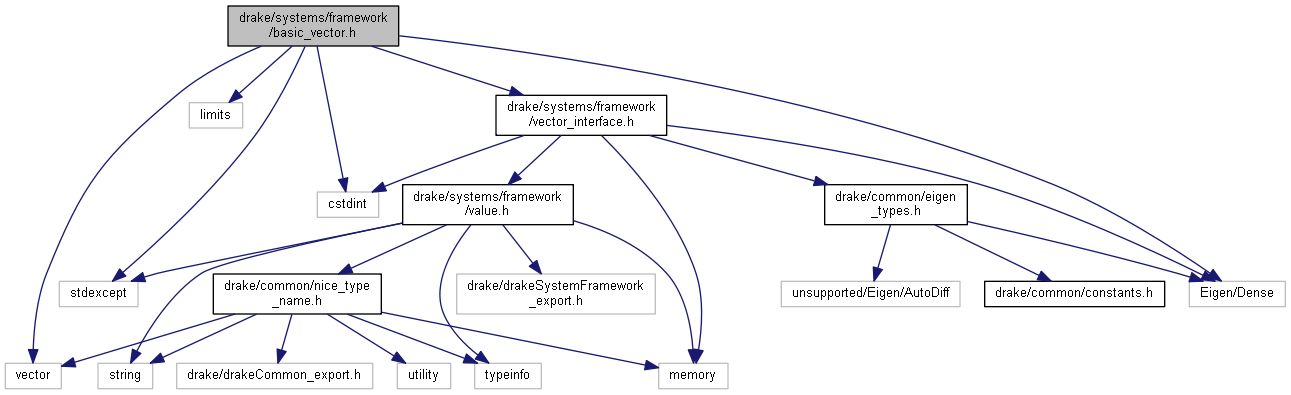 drake/systems/framework
/basic_vector.h
limits
drake/systems/framework
/vector_interface.h
cstdint
drake/systems/framework
/value.h
drake/common/eigen
_types.h
stdexcept
drake/common/nice_type
_name.h
drake/drakeSystemFramework
_export.h
unsupported/Eigen/AutoDiff
drake/common/constants.h
Eigen/Dense
vector
string
drake/drakeCommon_export.h
utility
typeinfo
memory